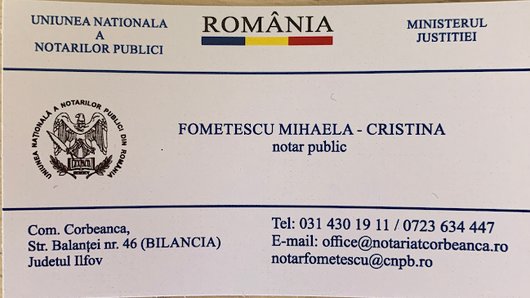 UNIUNEA NATIONALA
A
NOTARILOR PUBLICI
ROMÂNIA
MINISTERUL
JUSTITIEI
UNIUNEA NAȚIONALĂ A NOTARILOR PUBLICI DIN ROMÂNIA
FOMETESCU MIHAELA - CRISTINA
notar public
Com. Corbeanca,
Str. Balanței nr. 46 (BILANCIA)
Judetul Ilfov
Tel: 031 430 19 11 / 0723 634 447
E-mail: office@notariatcorbeanca.ro
notarfometescu@cnpb.ro